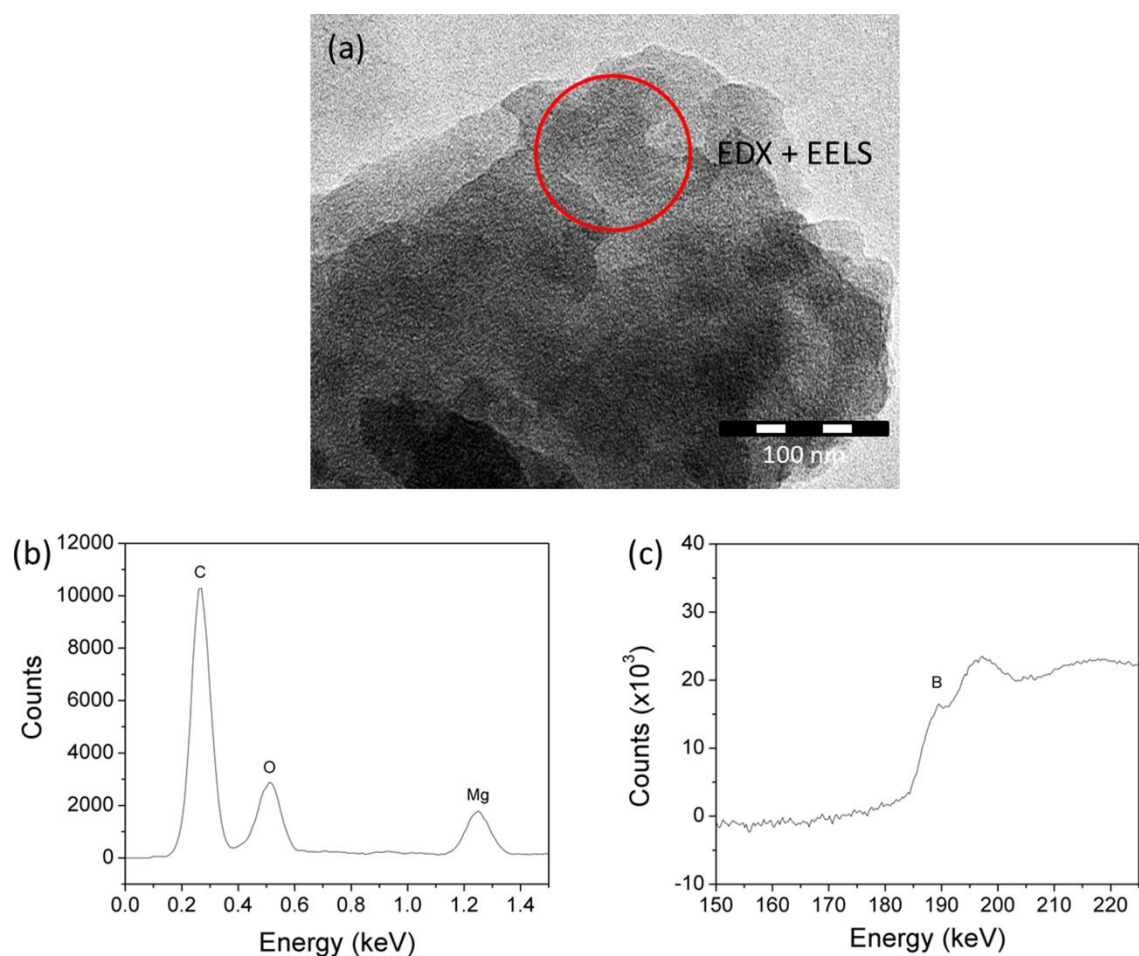 (a)
EDX + EELS
100 nm
(b)
12000
10000
8000
6000
4000
2000
0
Counts
C
O
Mg
0.0 0.2 0.4 0.6 0.8 1.0 1.2 1.4
Energy (keV)
(c)
40
30
20
10
0
-10
Counts (x10³)
B
150 160 170 180 190 200 210 220
Energy (keV)